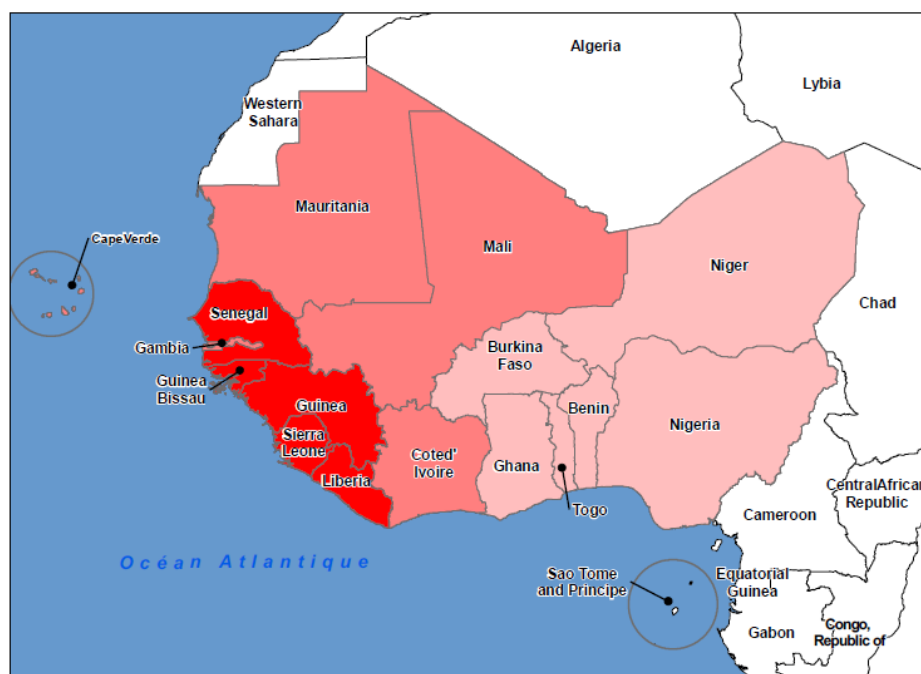 Algeria
Lybia
Western
Sahara
Mauritania
CapeVerde
Mali
Niger
Chad
Senegal
Gambia
Burkina
Faso
Guinea
Bissau
Guinea
Benin
Nigeria
Sierra
Leone
Coted'
Ivoire
Ghana
Liberia
CentralAfrican
Republic
Togo
Cameroon
Océan Atlantique
Sao Tome
and Principe
Equatorial
Guinea
Gabon
Congo,
Republic of